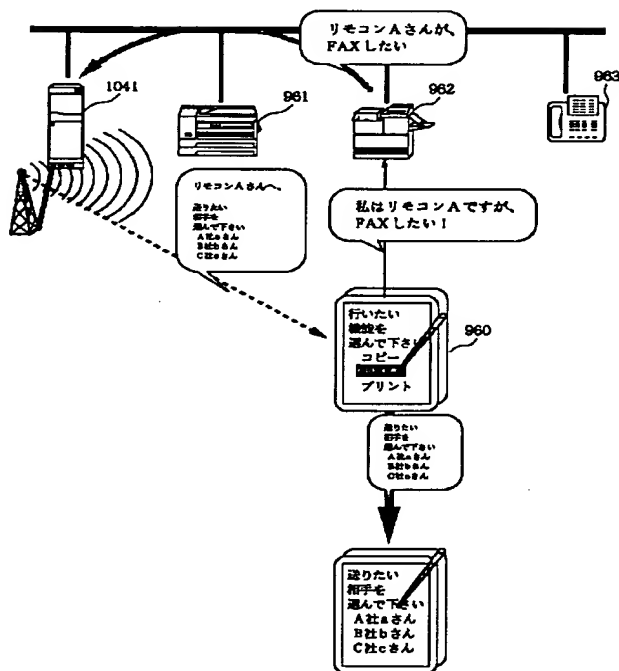 リモコンAさんが、
FAXしたい
1041
961
962
963
リモコンAさんへ、
送りたい
相手を
選んで下さい
A社aさん
B社bさん
C社cさん
私はリモコンAですが、
FAXしたい!
行いたい
機能を
選んで下さい
コピー
プリント
960
送りたい
相手を
選んで下さい
A社aさん
B社bさん
C社cさん
送りたい
相手を
選んで下さい
A社aさん
B社bさん
C社cさん